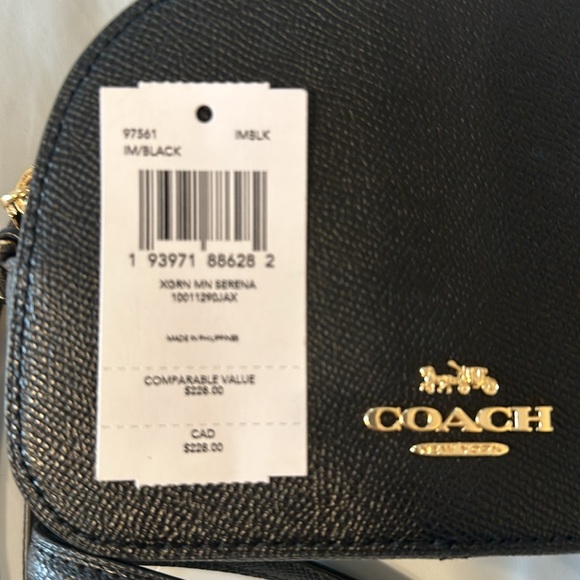 97561 IMBLK
IM/BLACK
1 93971 88628 2
XGRN MN SERENA
10011290JAX
MADE IN PHILIPPINES
COMPARABLE VALUE
$228.00
CAD
$228.00
COACH
NEW YORK